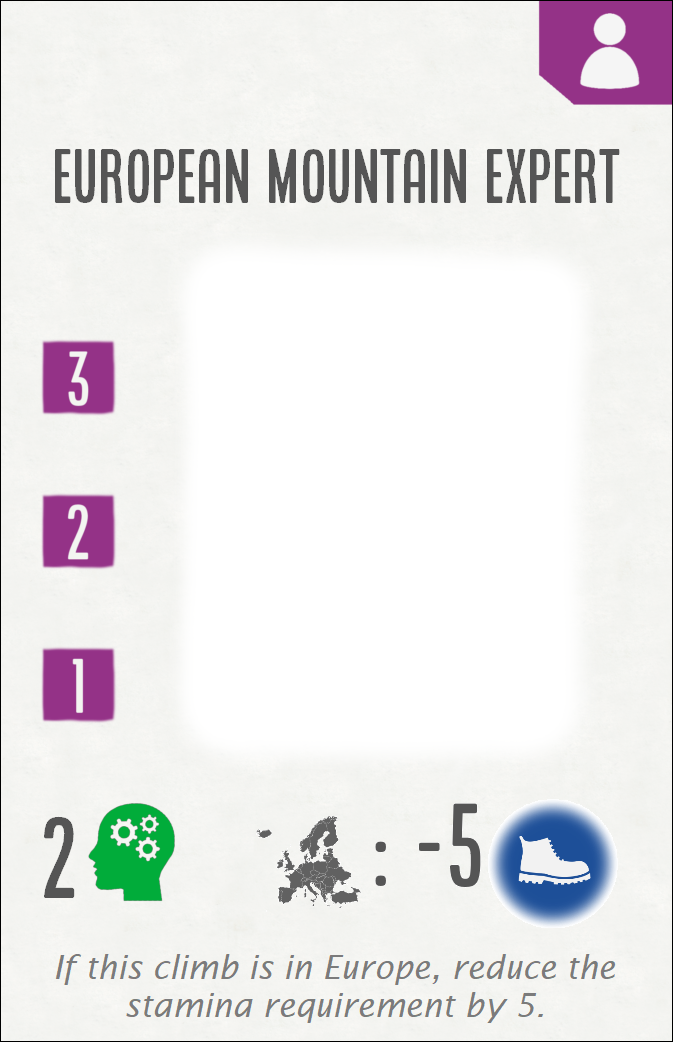 EUROPEAN MOUNTAIN EXPERT
3
2
1
2 : -5
If this climb is in Europe, reduce the
stamina requirement by 5.